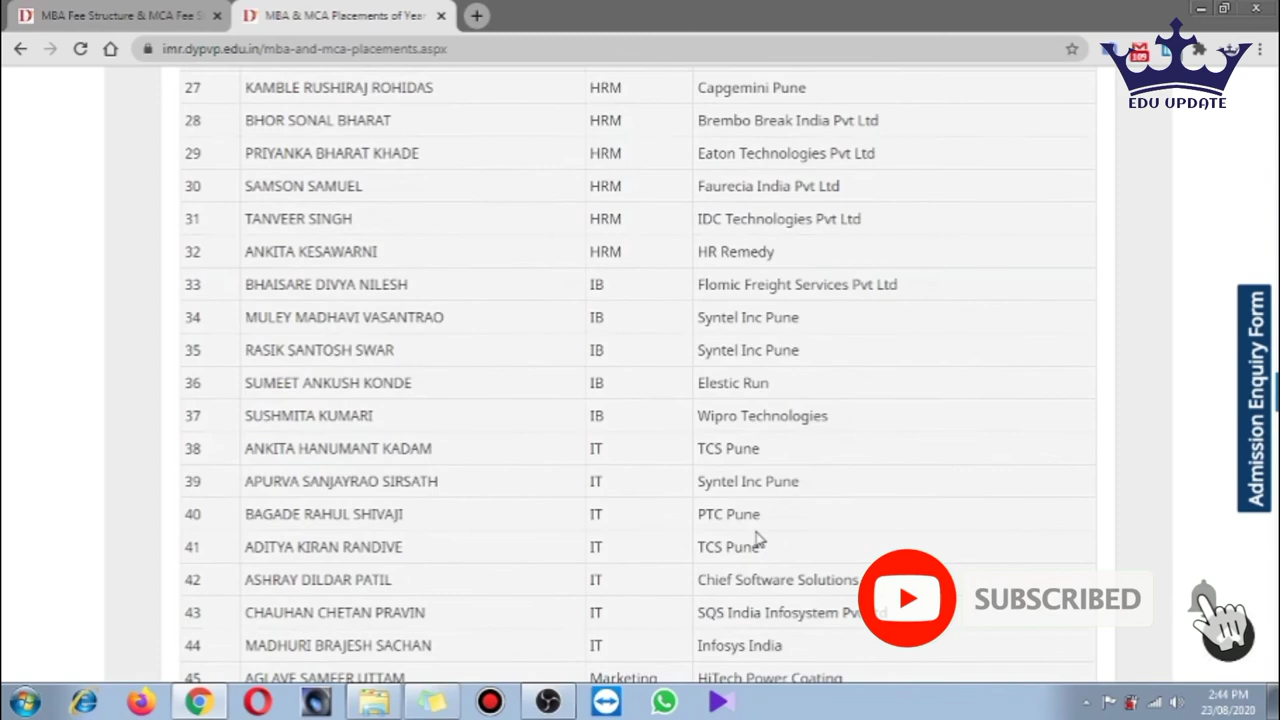 MBA Fee Structure & MCA Fee S
MBA & MCA Placements of Year
imr.dypvp.edu.in/mba-and-mca-placements.aspx
109
EDU UPDATE
27 KAMBLE RUSHIRAJ ROHIDAS HRM Capgemini Pune
28 BHOR SONAL BHARAT HRM Brembo Break India Pvt Ltd
29 PRIYANKA BHARAT KHADE HRM Eaton Technologies Pvt Ltd
30 SAMSON SAMUEL HRM Faurecia India Pvt Ltd
31 TANVEER SINGH HRM IDC Technologies Pvt Ltd
32 ANKITA KESAWARNI HRM HR Remedy
33 BHAISARE DIVYA NILESH IB Flomic Freight Services Pvt Ltd
34 MULEY MADHAVI VASANTRAO IB Syntel Inc Pune
35 RASIK SANTOSH SWAR IB Syntel Inc Pune
36 SUMEET ANKUSH KONDE IB Elestic Run
37 SUSHMITA KUMARI IB Wipro Technologies
38 ANKITA HANUMANT KADAM IT TCS Pune
39 APURVA SANJAYRAO SIRSATH IT Syntel Inc Pune
40 BAGADE RAHUL SHIVAJI IT PTC Pune
41 ADITYA KIRAN RANDIVE IT TCS Pune
42 ASHRAY DILDAR PATIL IT Chief Software Solutions
43 CHAUHAN CHETAN PRAVIN IT SQS India Infosystem
44 MADHURI BRAJESH SACHAN IT Infosys India
45 AGLAVE SAMEER UTTAM Marketing HiTech Power Coating
Admission Enquiry Form
SUBSCRIBED
2:44 PM
23/08/2020